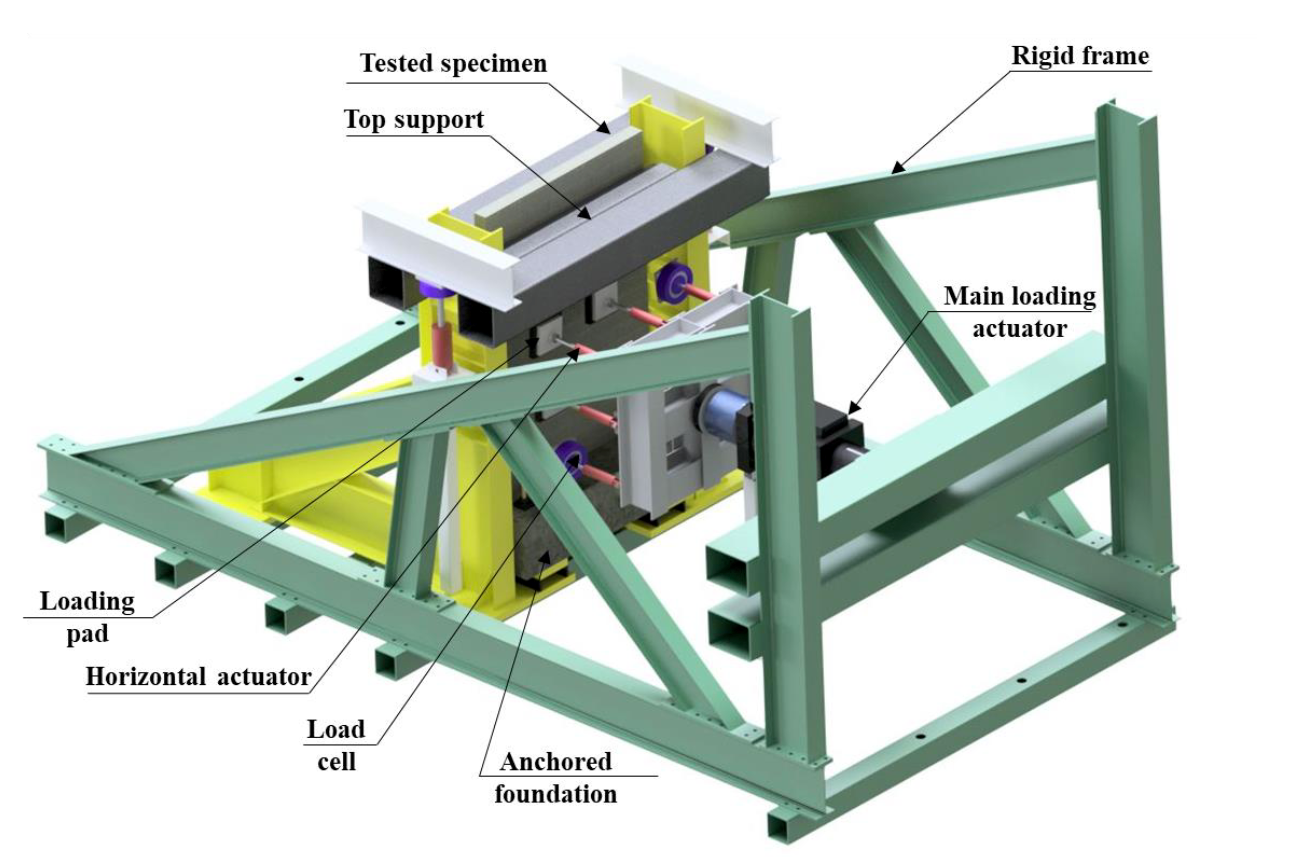 Tested specimen
Rigid frame
Top support
Main loading
actuator
Loading
pad
Horizontal actuator
Load
cell
Anchored
foundation